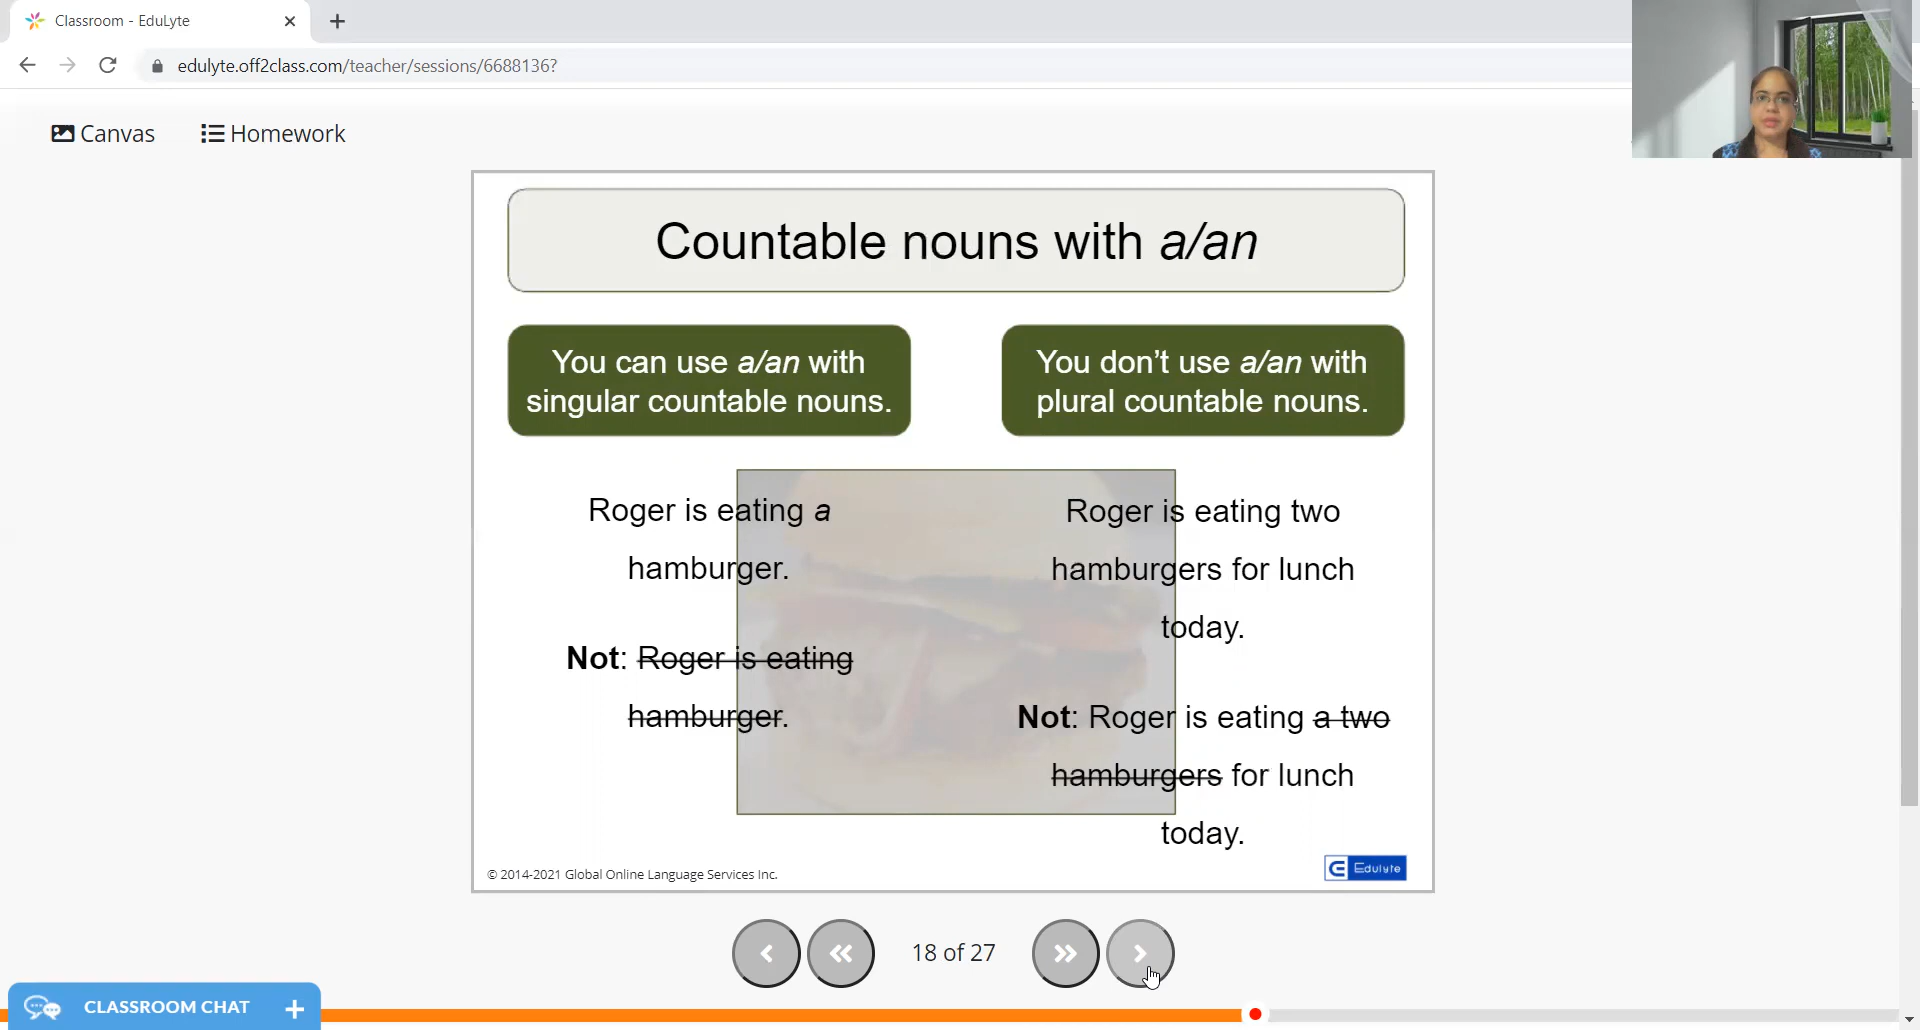 Classroom - EduLyte
edulyte.off2class.com/teacher/sessions/6688136?
Canvas
Homework
Countable nouns with a/an
You can use a/an with
singular countable nouns.
You don't use a/an with
plural countable nouns.
Roger is eating a
hamburger.
Not: Roger is eating
hamburger.
Roger is eating two
hamburgers for lunch
today.
Not: Roger is eating a two
hamburgers for lunch
today.
© 2014-2021 Global Online Language Services Inc.
Edulyte
18 of 27
CLASSROOM CHAT